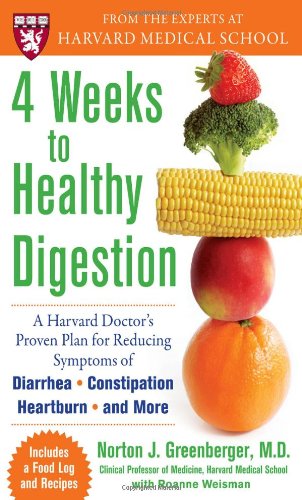 FROM THE EXPERTS AT
HARVARD MEDICAL SCHOOL
4 Weeks
to
Healthy
Digestion
A Harvard Doctor's
Proven Plan for Reducing
Symptoms of
Diarrhea • Constipation
Heartburn • and More
Includes
a Food Log
and Recipes
Norton J. Greenberger, M.D.
Clinical Professor of Medicine, Harvard Medical School
with Roanne Weisman